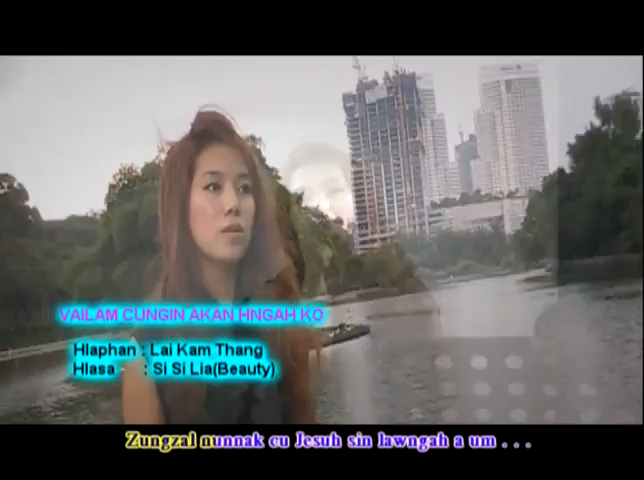 VAILAM CUNGIN AKAN HNGAH KO
Hlaphan : Lai Kam Thang
Hlasa : Si Si Lia(Beauty)
Zungzal nunnak cu Jesuh sin lawngah a um . . .